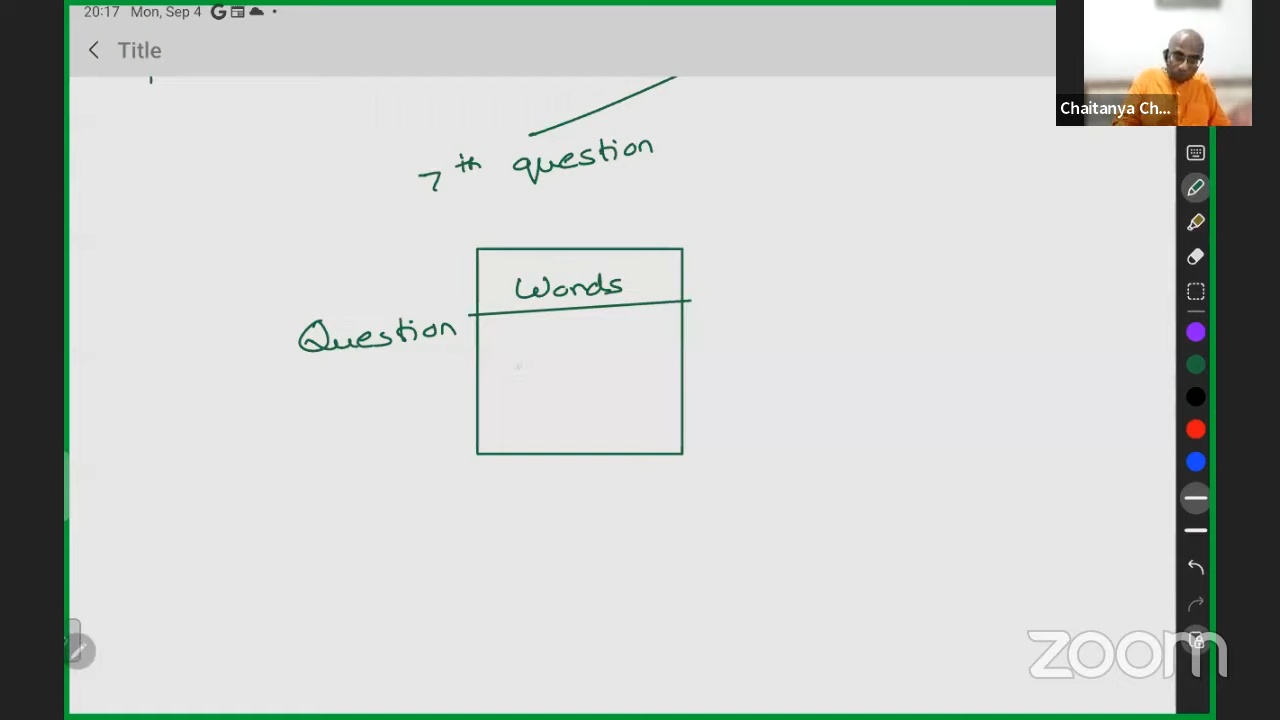 20:17 Mon, Sep 4
Title
Chaitanya Ch...
7th question
Words
Question
zoom